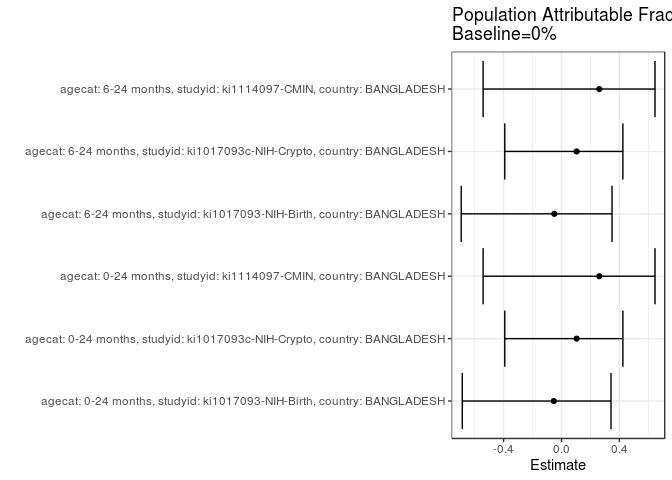 Population Attributable Frac
Baseline=0%
agecat: 6-24 months, studyid: ki1114097-CMIN, country: BANGLADESH
agecat: 6-24 months, studyid: ki1017093c-NIH-Crypto, country: BANGLADESH
agecat: 6-24 months, studyid: ki1017093-NIH-Birth, country: BANGLADESH
agecat: 0-24 months, studyid: ki1114097-CMIN, country: BANGLADESH
agecat: 0-24 months, studyid: ki1017093c-NIH-Crypto, country: BANGLADESH
agecat: 0-24 months, studyid: ki1017093-NIH-Birth, country: BANGLADESH
-0.4 0.0 0.4
Estimate